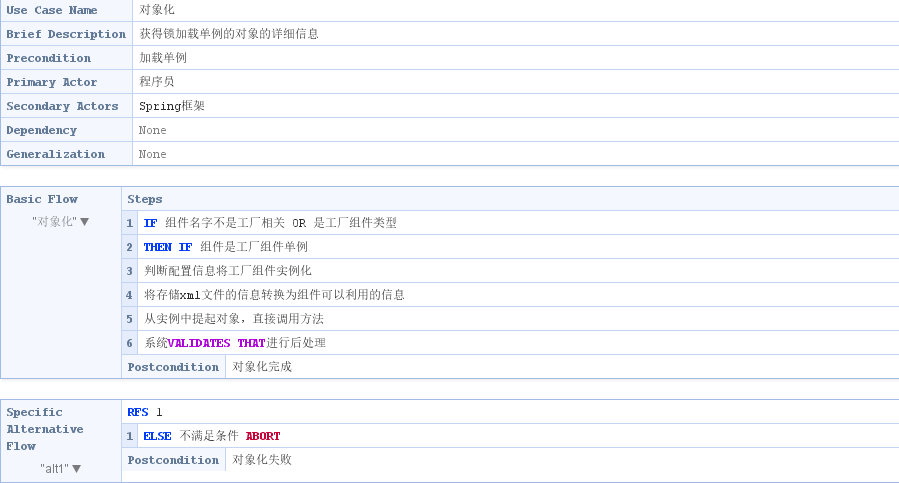 Use Case Name 对象化
Brief Description 获得锁加载单例的对象的详细信息
Precondition 加载单例
Primary Actor 程序员
Secondary Actors Spring框架
Dependency None
Generalization None
Basic Flow Steps
"对象化" ▼
1 IF 组件名字不是工厂相关 OR 是工厂组件类型
2 THEN IF 组件是工厂组件单例
3 判断配置信息将工厂组件实例化
4 将存储xml文件的信息转换为组件可以利用的信息
5 从实例中提起对象，直接调用方法
6 系统VALIDATES THAT进行后处理
Postcondition 对象化完成
Specific Alternative Flow RFS 1
"alt1" ▼
1 ELSE 不满足条件 ABORT
Postcondition 对象化失败